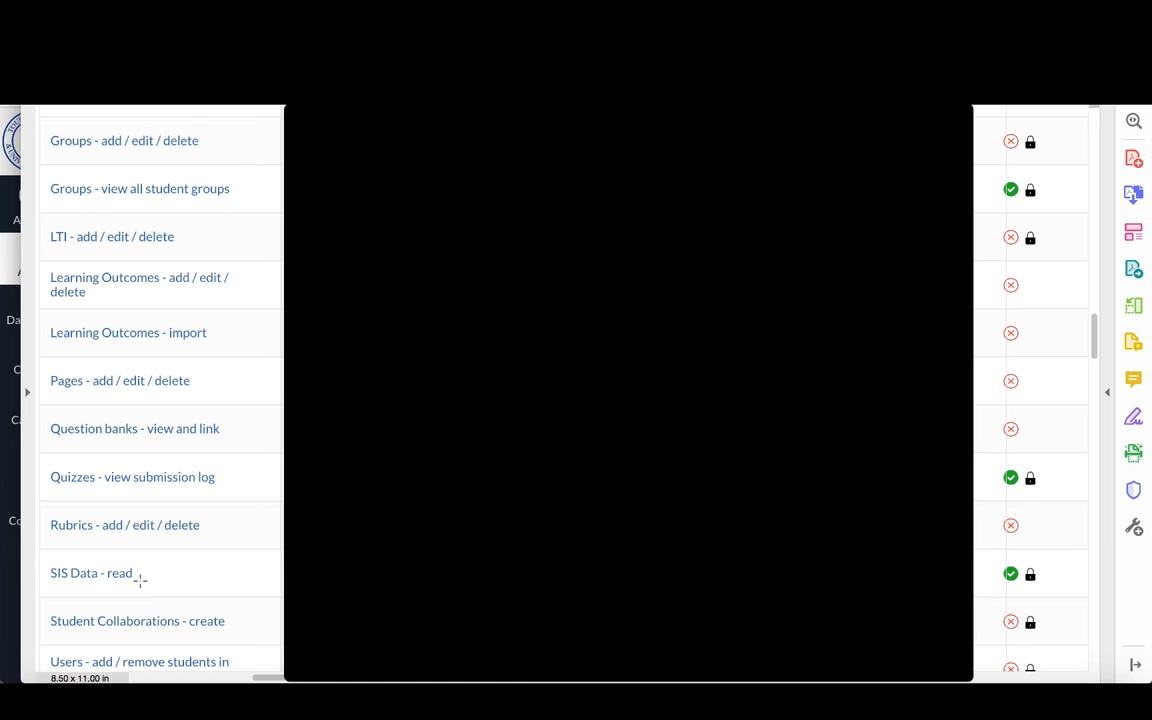 Groups - add / edit / delete
Groups - view all student groups
LTI - add / edit / delete
Learning Outcomes - add / edit /
delete
Learning Outcomes - import
Pages - add / edit / delete
Question banks - view and link
Quizzes - view submission log
Rubrics - add / edit / delete
SIS Data - read
Student Collaborations - create
Users - add / remove students in
8.50 x 11.00 in